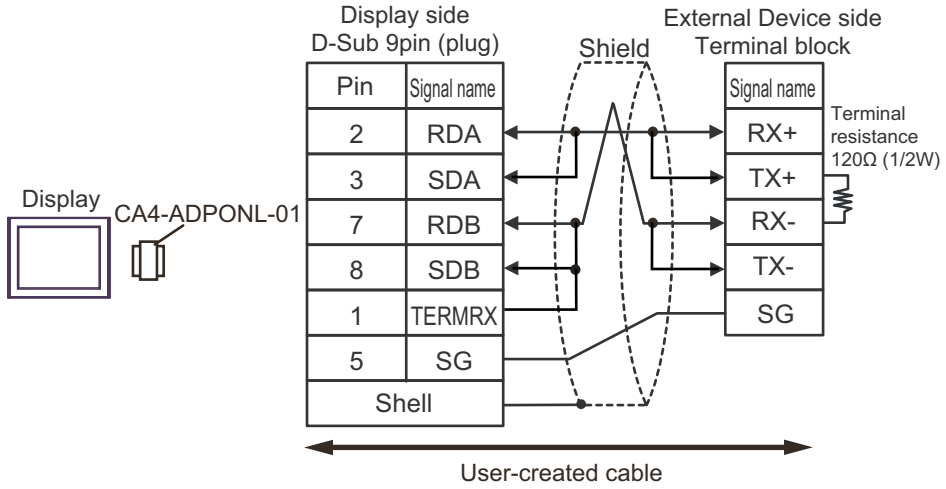 Display side
D-Sub 9pin (plug)
Shield
External Device side
Terminal block
Pin Signal name
Signal name
2 RDA
RX+
Terminal
resistance
120Ω (1/2W)
3 SDA
TX+
Display
CA4-ADPONL-01
7 RDB
RX-
8 SDB
TX-
1 TERMRX
SG
5 SG
Shell
User-created cable